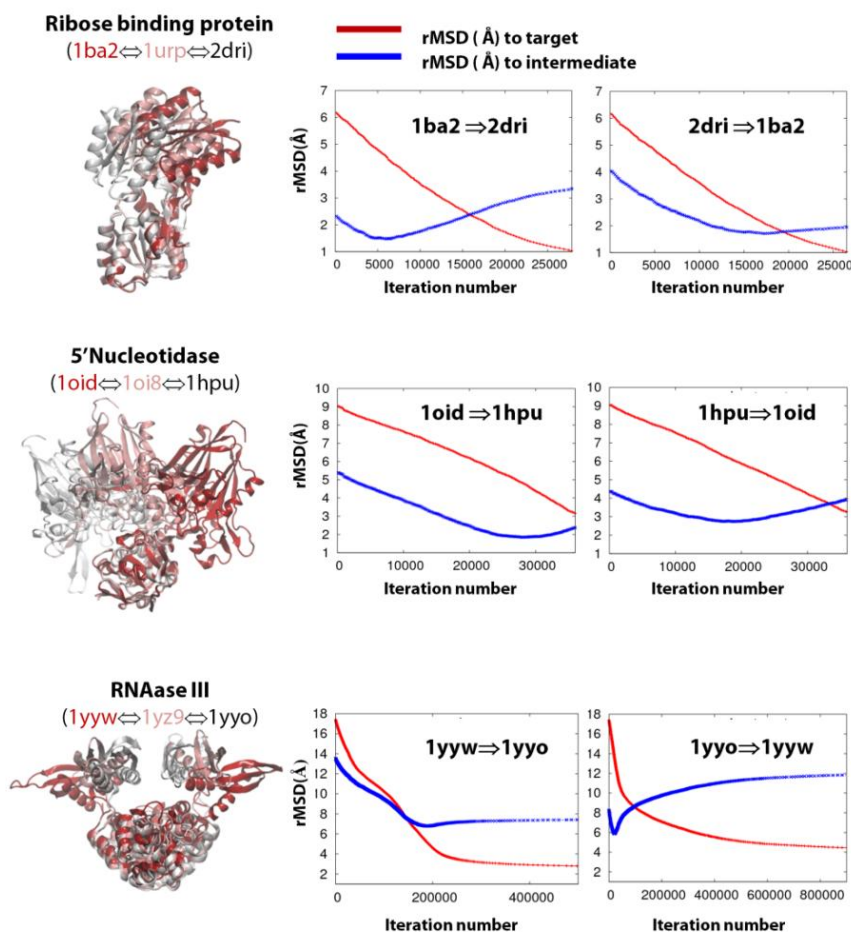 Ribose binding protein
(1ba2⇔1urp⇔2dri)
rMSD ( Å) to target
rMSD ( Å) to intermediate
1ba2 ⇒2dri
rMSD(Å)
7
6
5
4
3
2
1
0 5000 10000 15000 20000 25000
Iteration number
2dri ⇒1ba2
7
6
5
4
3
2
1
0 5000 10000 15000 20000 25000
Iteration number
5'Nucleotidase
(1oid⇔1oi8⇔1hpu)
1oid ⇒1hpu
rMSD(Å)
10
9
8
7
6
5
4
3
2
1
0 10000 20000 30000
Iteration number
1hpu⇒1oid
10
9
8
7
6
5
4
3
2
1
0 10000 20000 30000
Iteration number
RNAase III
(1yyw⇔1yz9⇔1yyo)
1yyw⇒1yyo
rMSD(Å)
18
16
14
12
10
8
6
4
2
0 200000 400000
Iteration number
1yyo⇒1yyw
18
16
14
12
10
8
6
4
2
0 200000 400000 600000 800000
Iteration number